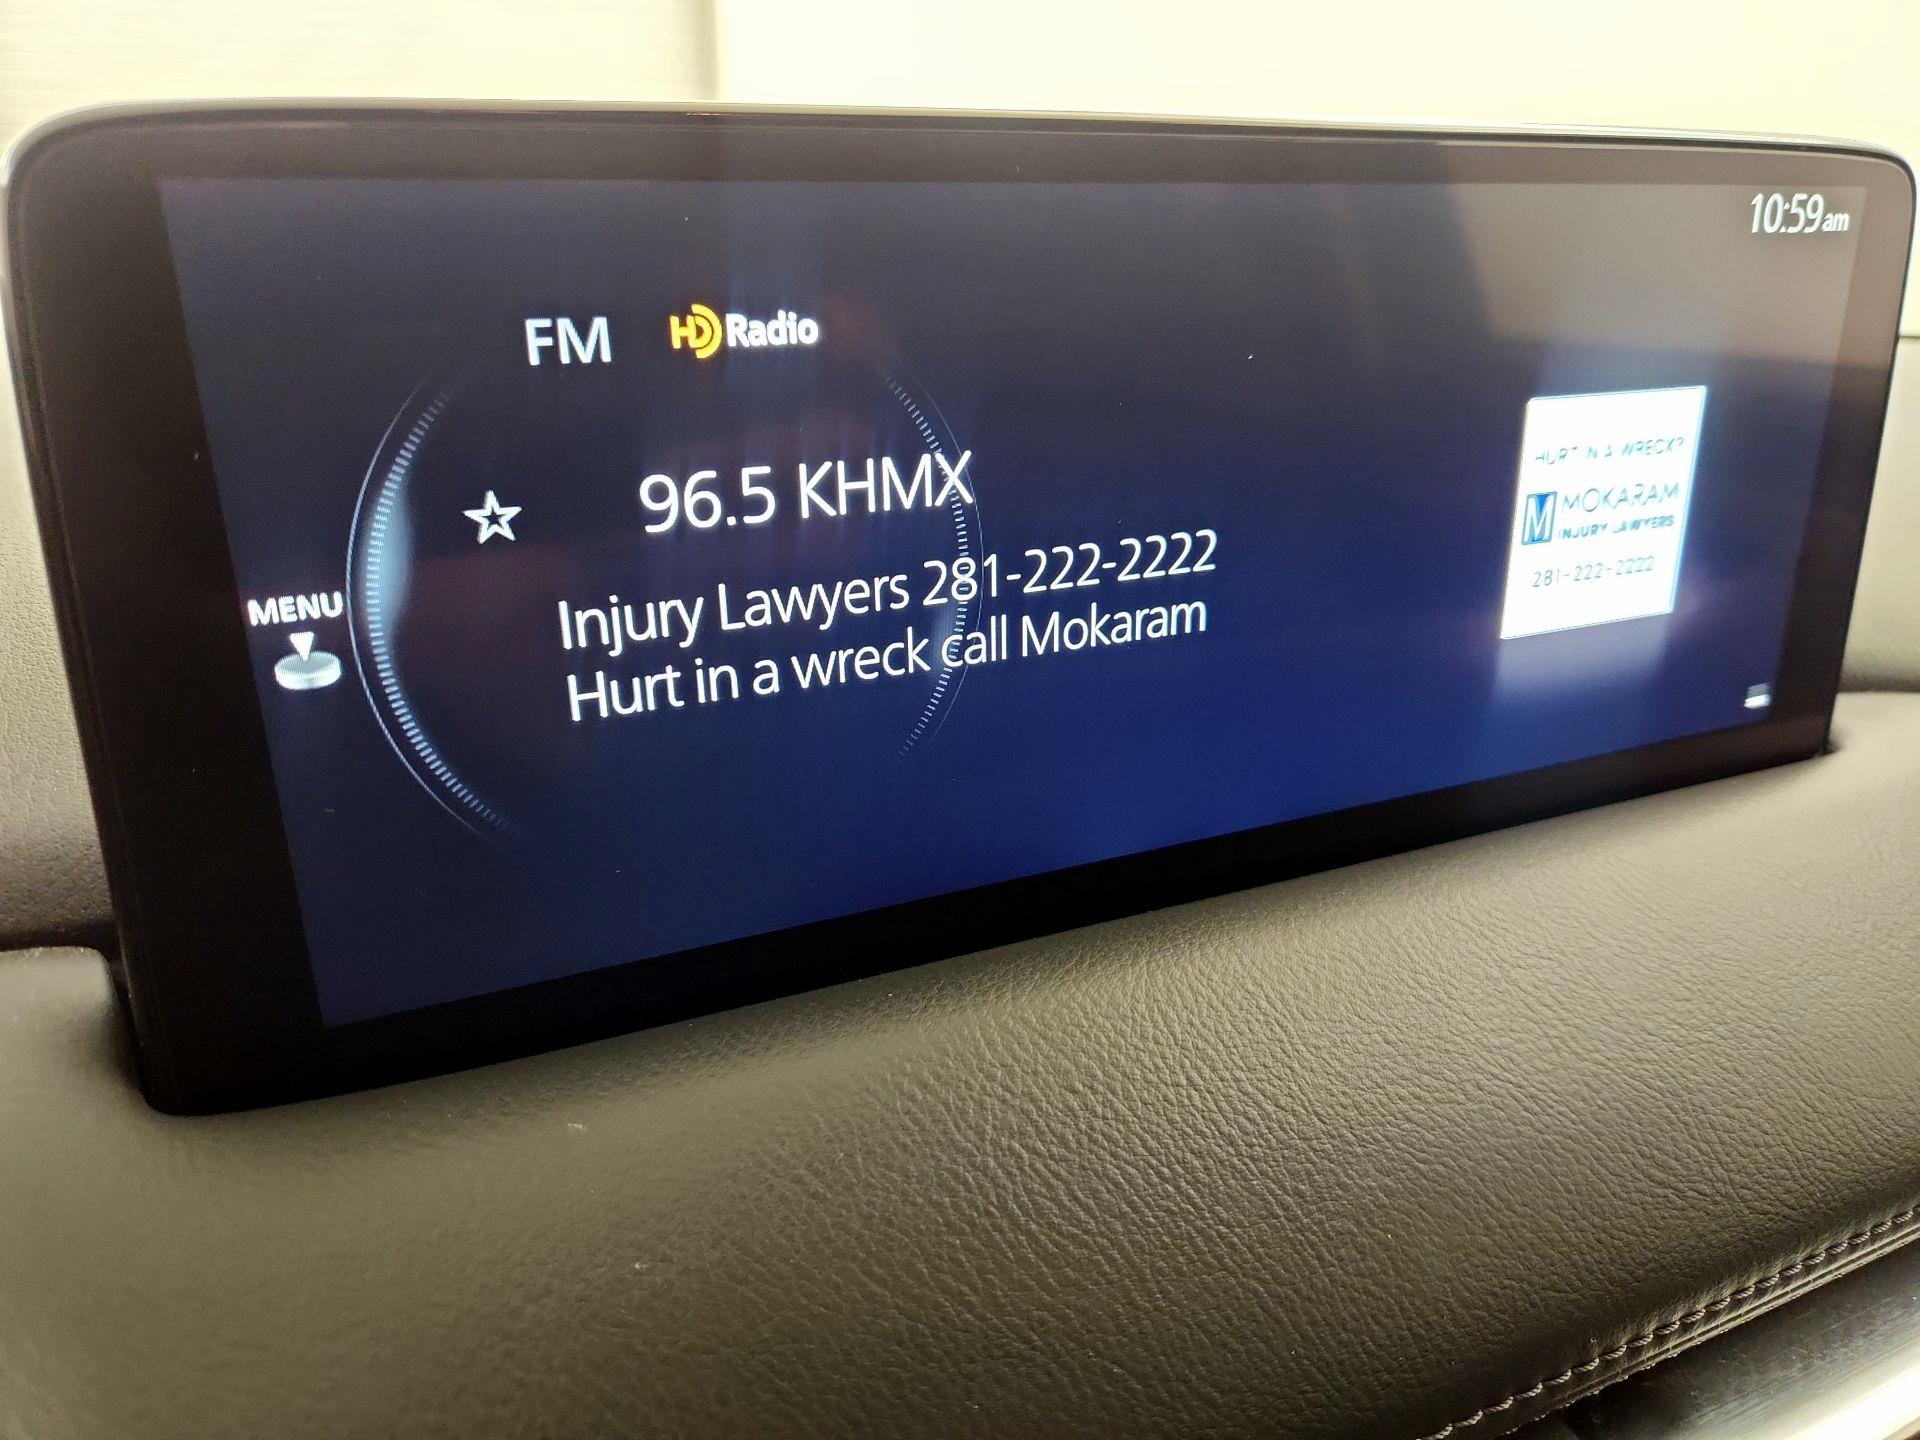 10:59am
FM HD Radio
96.5 KHMX
Injury Lawyers 281-222-2222
Hurt in a wreck call Mokaram
MENU
HURT IN A WRECK?
M MOKARAM
INJURY LAWYERS
281-222-2222